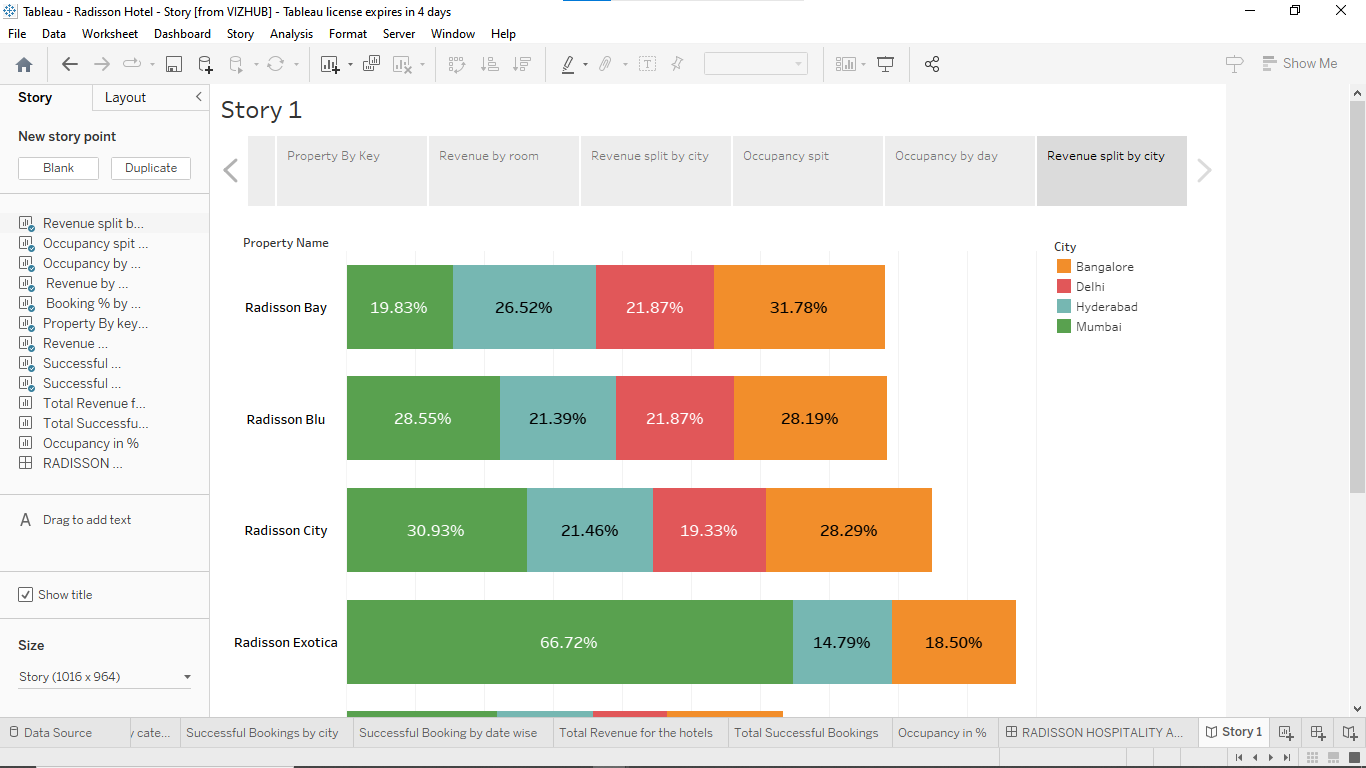 Tableau - Radisson Hotel - Story [from VIZHUB] - Tableau license expires in 4 days
File Data Worksheet Dashboard Story Analysis Format Server Window Help
Show Me
Story Layout
New story point
Blank Duplicate
Revenue split b...
Occupancy spit ...
Occupancy by ...
Revenue by ...
Booking % by ...
Property By key...
Revenue ...
Successful ...
Successful ...
Total Revenue f...
Total Successfu...
Occupancy in %
RADISSON ...
A Drag to add text
Show title
Size
Story (1016 x 964)
Story 1
Property By Key Revenue by room Revenue split by city Occupancy spit Occupancy by day Revenue split by city
Property Name
Radisson Bay 19.83% 26.52% 21.87% 31.78%
Radisson Blu 28.55% 21.39% 21.87% 28.19%
Radisson City 30.93% 21.46% 19.33% 28.29%
Radisson Exotica 66.72% 14.79% 18.50%
City
Bangalore
Delhi
Hyderabad
Mumbai
Data Source y cate... Successful Bookings by city Successful Booking by date wise Total Revenue for the hotels Total Successful Bookings Occupancy in % RADISSON HOSPITALITY A... Story 1